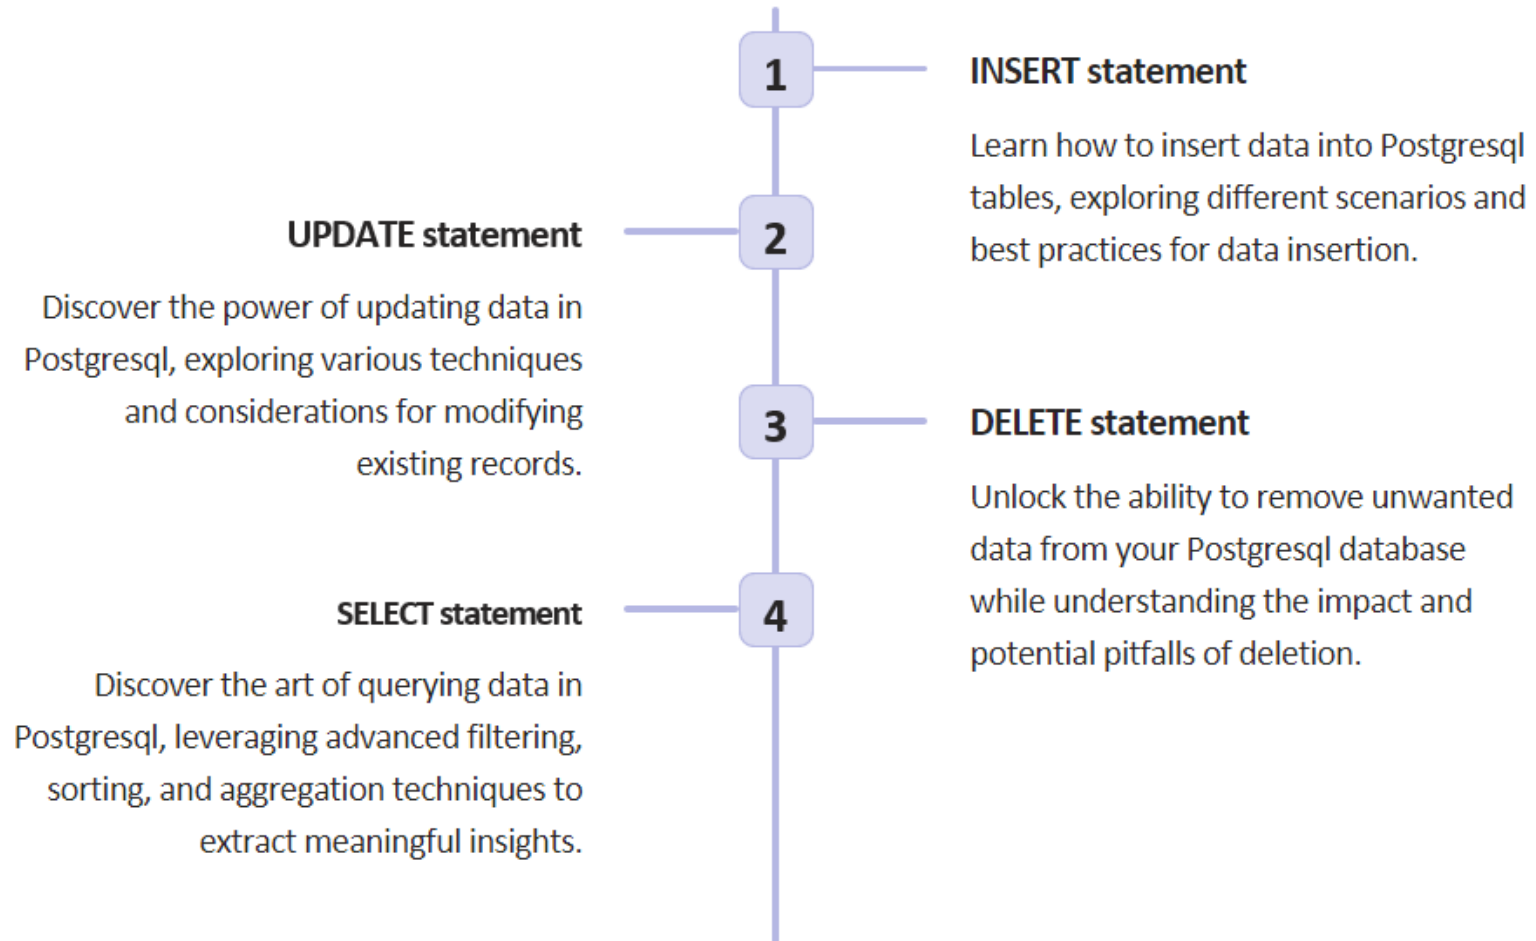 1
INSERT statement
Learn how to insert data into Postgresql
tables, exploring different scenarios and
best practices for data insertion.
2
UPDATE statement
Discover the power of updating data in
Postgresql, exploring various techniques
and considerations for modifying
existing records.
3
DELETE statement
Unlock the ability to remove unwanted
data from your Postgresql database
while understanding the impact and
potential pitfalls of deletion.
4
SELECT statement
Discover the art of querying data in
Postgresql, leveraging advanced filtering,
sorting, and aggregation techniques to
extract meaningful insights.